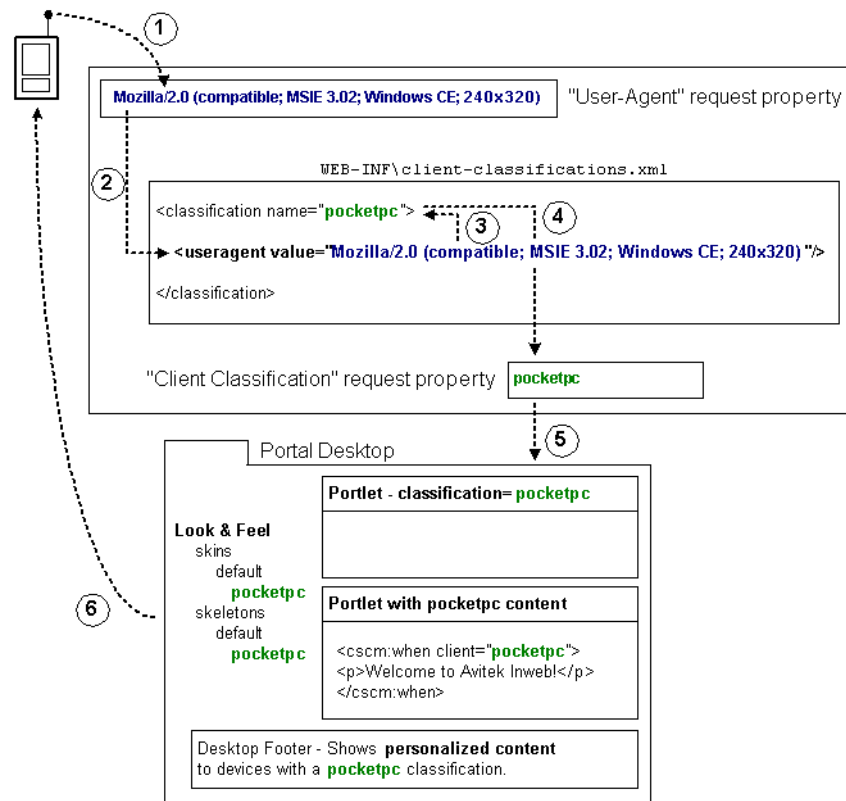 1
Mozilla/2.0 (compatible; MSIE 3.02; Windows CE; 240x320)
"User-Agent" request property
WEB-INF\client-classifications.xml
2
<classification name="pocketpc">
3
4
<useragent value="Mozilla/2.0 (compatible; MSIE 3.02; Windows CE; 240x320) "/>
</classification>
"Client Classification" request property
pocketpc
5
Portal Desktop
Portlet - classification= pocketpc
Look & Feel
skins
default
pocketpc
skeletons
default
pocketpc
Portlet with pocketpc content
<cscm:when client="pocketpc">
<p>Welcome to Avitek Inweb!</p>
</cscm:when>
6
Desktop Footer - Shows personalized content
to devices with a pocketpc classification.